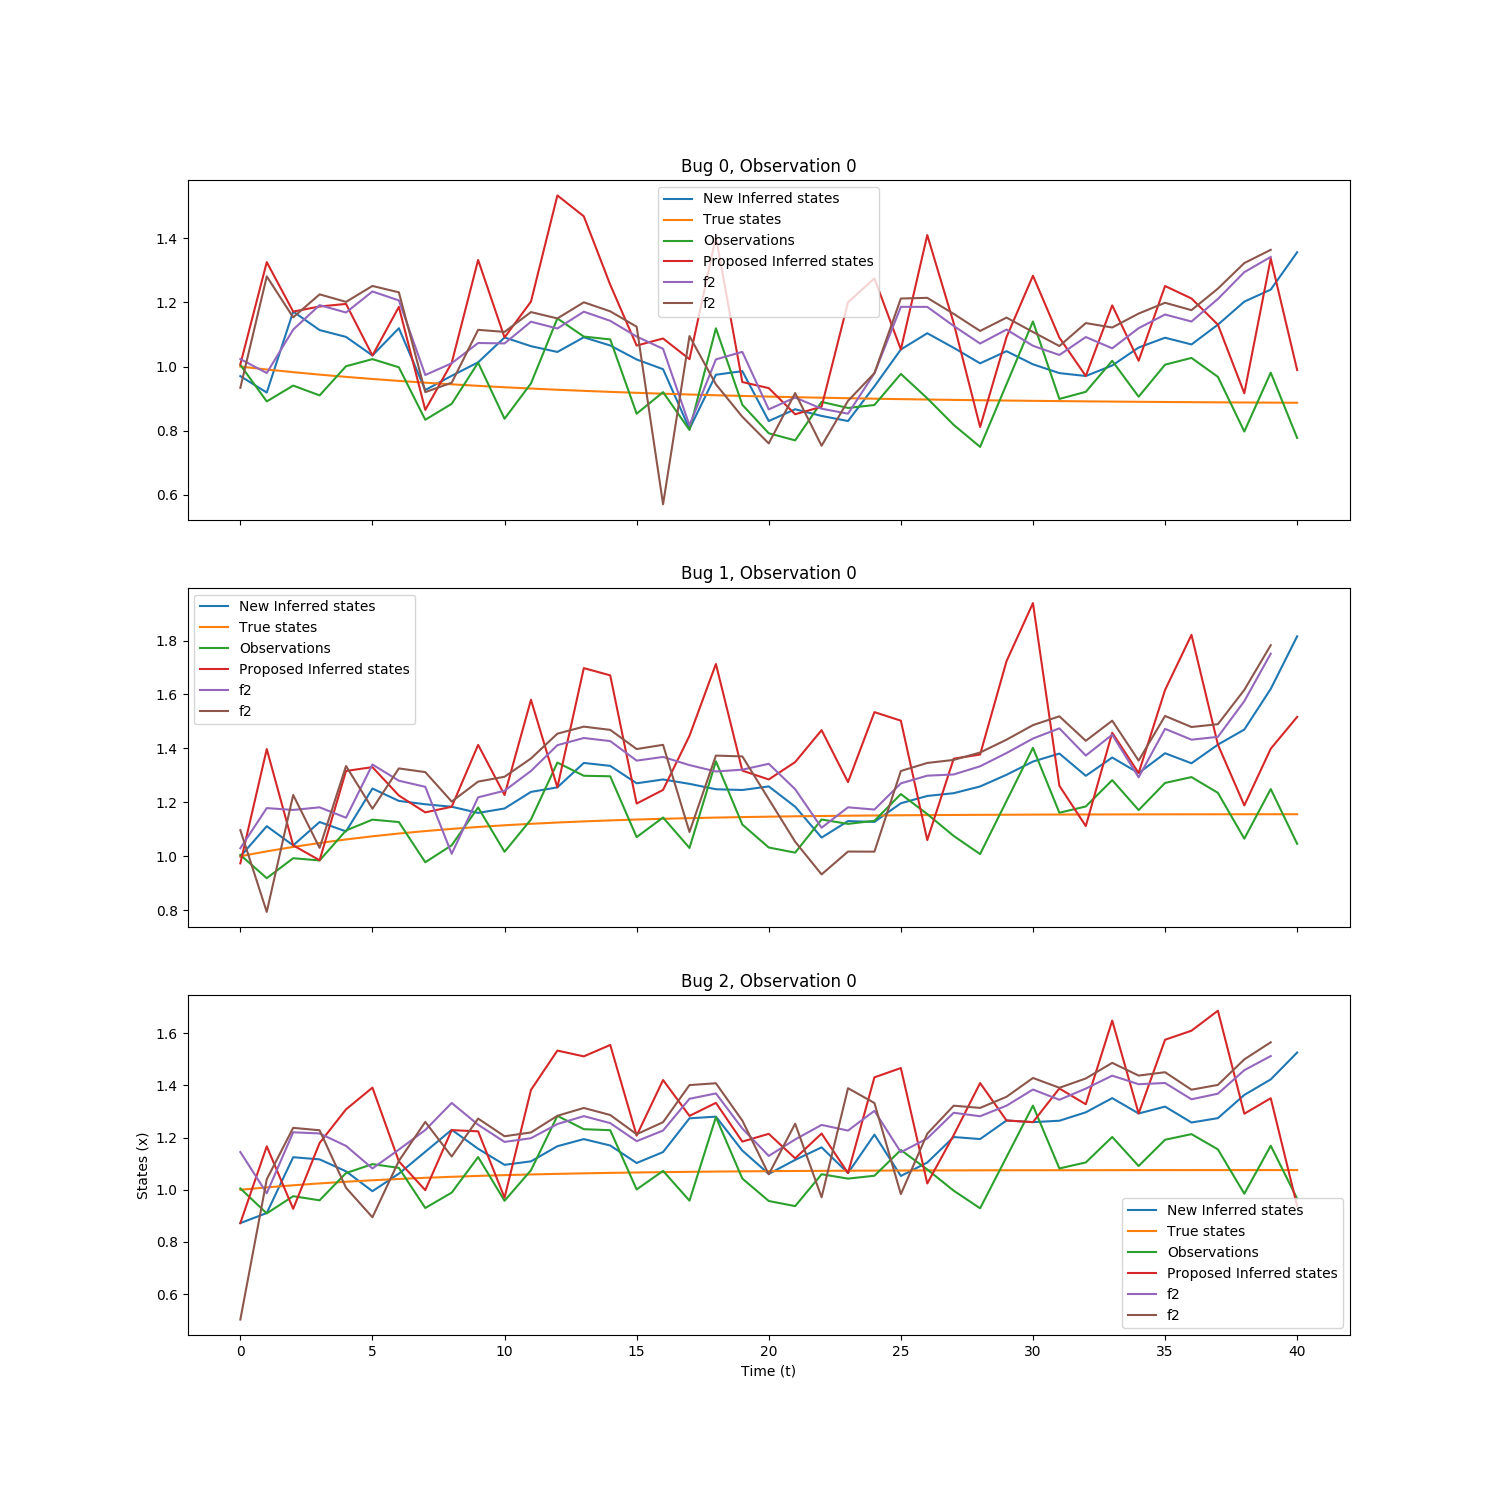 Bug 0, Observation 0
New Inferred states
True states
Observations
Proposed Inferred states
f2
f2
1.4
1.2
1.0
0.8
0.6
Bug 1, Observation 0
New Inferred states
True states
Observations
Proposed Inferred states
f2
f2
1.8
1.6
1.4
1.2
1.0
0.8
Bug 2, Observation 0
1.6
1.4
1.2
1.0
0.8
0.6
States (x)
New Inferred states
True states
Observations
Proposed Inferred states
f2
f2
0 5 10 15 20 25 30 35 40
Time (t)